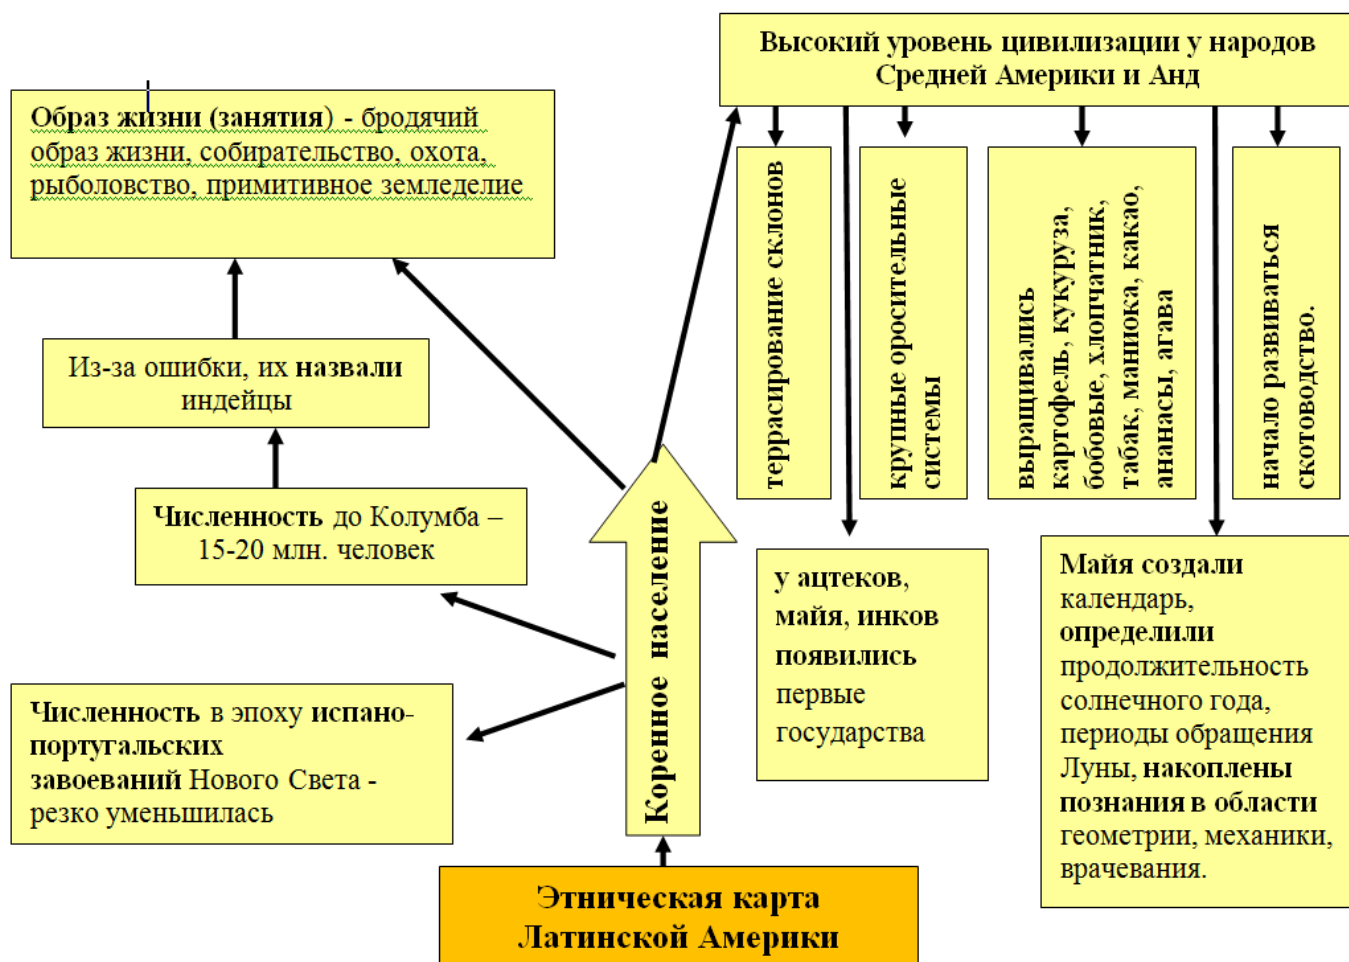 Высокий уровень цивилизации у народов
Средней Америки и Анд
Образ жизни (занятия) - бродячий
образ жизни, собирательство, охота,
рыболовство, примитивное земледелие
террасирование склонов
крупные оросительные
системы
выращивались
картофель, кукуруза,
бобовые, хлопчатник,
табак, маниока, какао,
ананасы, агава
начало развиваться
скотоводство.
Из-за ошибки, их назвали
индейцы
Численность до Колумба –
15-20 млн. человек
Численность в эпоху испано-
португальских
завоеваний Нового Света -
резко уменьшилась
Коренное население
у ацтеков,
майя, инков
появились
первые
государства
Майя создали
календарь,
определили
продолжительность
солнечного года,
периоды обращения
Луны, накоплены
познания в области
геометрии, механики,
врачевания.
Этническая карта
Латинской Америки